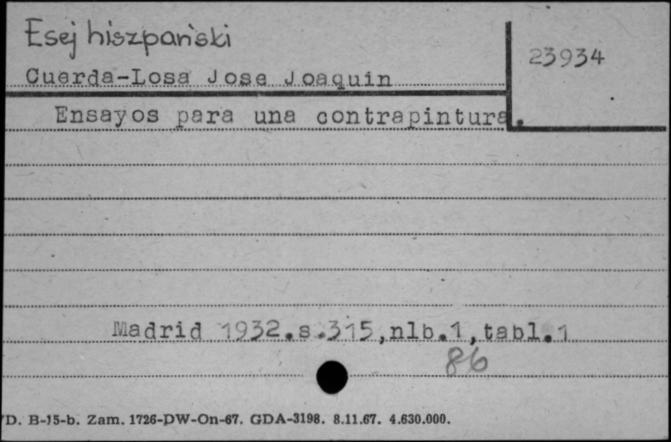 Esej hiszpański
23934
Cuerda-Losa Jose Joaquin
Ensayos para una contrapintura.
Madrid 1932.s.315,nlb.1,tabl.1
86
D. B-15-b. Zam. 1726-DW-On-67. GDA-3198. 8.11.67. 4.630.000.